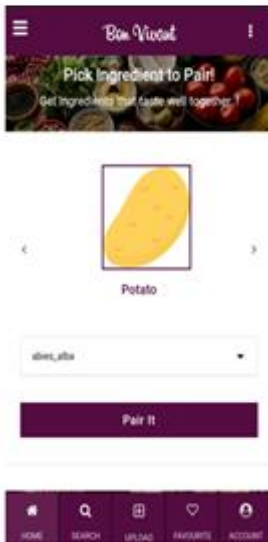 Bon Vivant
Pick Ingredient to Pair!
Get Ingredients that taste well together !
Potato
abies_alba
Pair It
HOME SEARCH UPLOAD FAVOURITE ACCOUNT